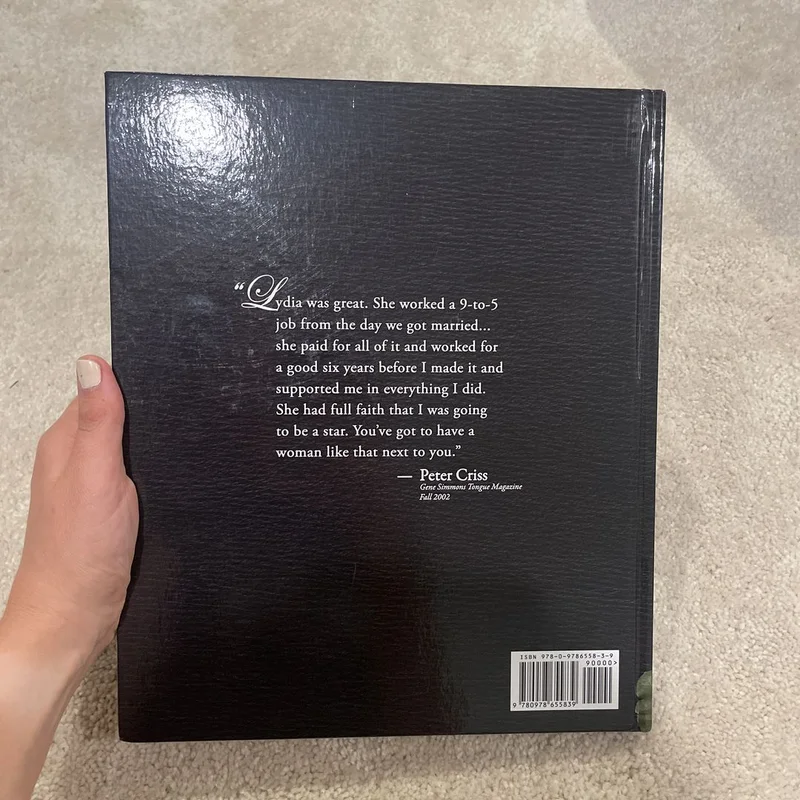 “Lydia was great. She worked a 9-to-5
job from the day we got married...
she paid for all of it and worked for
a good six years before I made it and
supported me in everything I did.
She had full faith that I was going
to be a star. You’ve got to have a
woman like that next to you.”
— Peter Criss
Gene Simmons Tongue Magazine
Fall 2002
ISBN 978-0-9786558-3-9
90000>
9 780978 655839